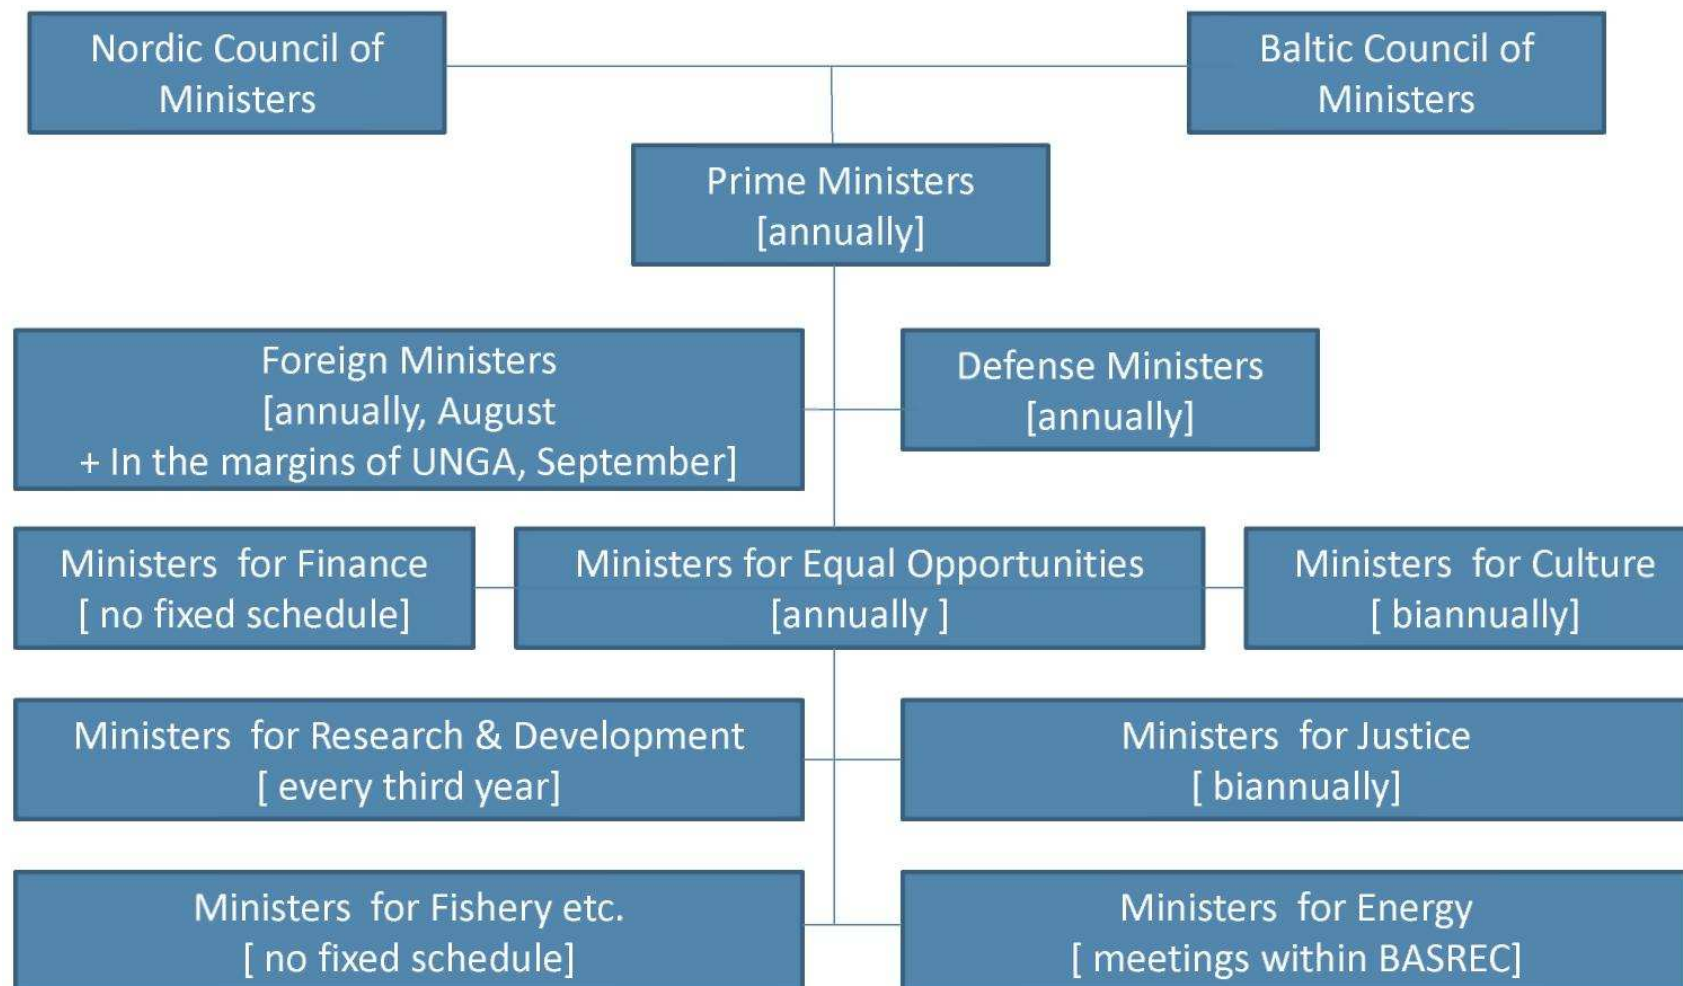 Nordic Council of
Ministers
Baltic Council of
Ministers
Prime Ministers
[annually]
Foreign Ministers
[annually, August
+ In the margins of UNGA, September]
Defense Ministers
[annually]
Ministers for Finance
[ no fixed schedule]
Ministers for Equal Opportunities
[annually ]
Ministers for Culture
[ biannually]
Ministers for Research & Development
[ every third year]
Ministers for Justice
[ biannually]
Ministers for Fishery etc.
[ no fixed schedule]
Ministers for Energy
[ meetings within BASREC]